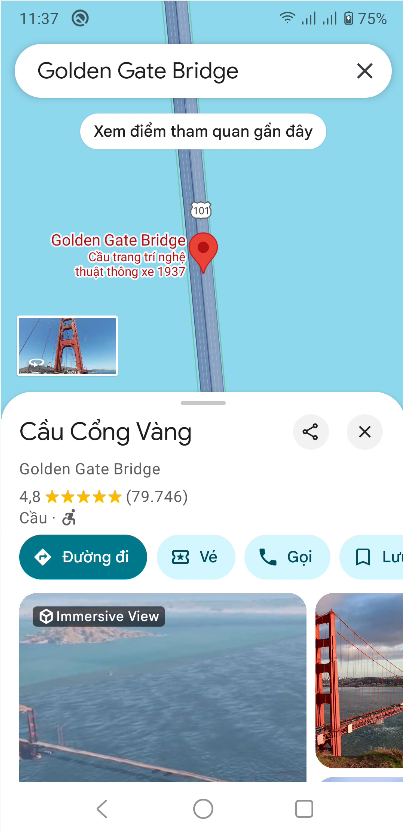 11:37
75%
Golden Gate Bridge
Xem điểm tham quan gần đây
101
Golden Gate Bridge
Cầu trang trí nghệ
thuật thông xe 1937
Cầu Cổng Vàng
Golden Gate Bridge
4,8 (79.746)
Cầu ·
Đường đi
Vé
Gọi
Lưu
Immersive View